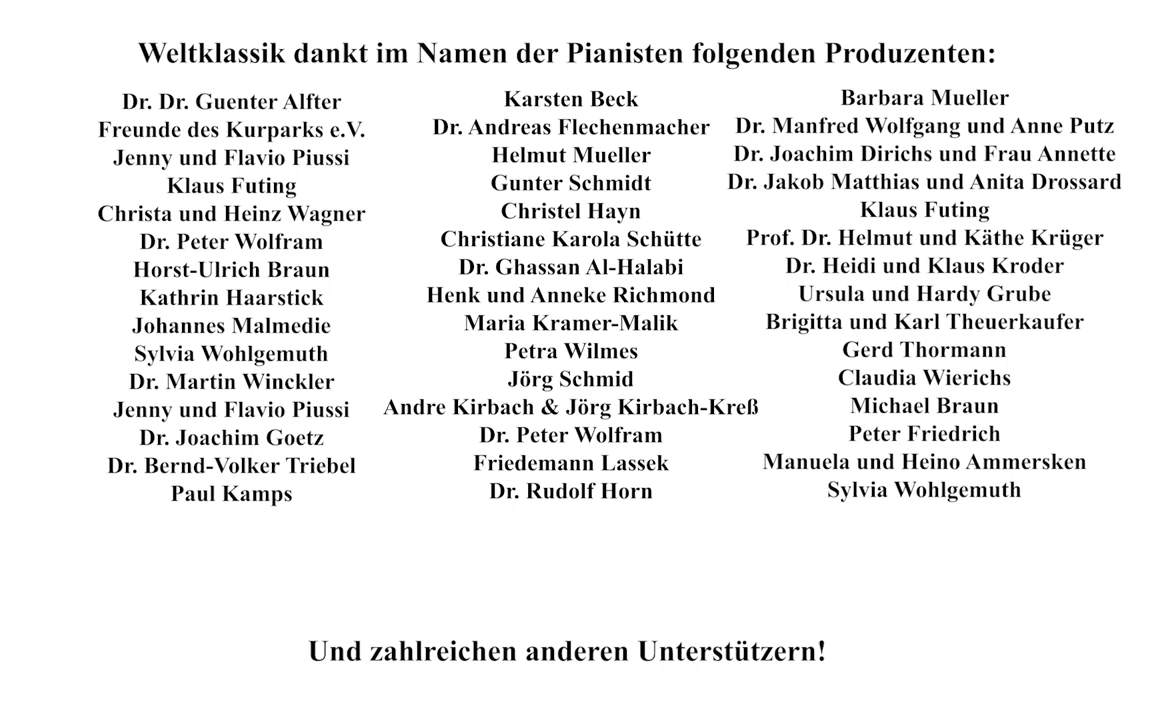 Weltklassik dankt im Namen der Pianisten folgenden Produzenten:
Dr. Dr. Guenter Alfter
Freunde des Kurparks e.V.
Jenny und Flavio Piussi
Klaus Futing
Christa und Heinz Wagner
Dr. Peter Wolfram
Horst-Ulrich Braun
Kathrin Haarstick
Johannes Malmedie
Sylvia Wohlgemuth
Dr. Martin Winckler
Jenny und Flavio Piussi
Dr. Joachim Goetz
Dr. Bernd-Volker Triebel
Paul Kamps
Karsten Beck
Dr. Andreas Flechenmacher
Helmut Mueller
Gunter Schmidt
Christel Hayn
Christiane Karola Schütte
Dr. Ghassan Al-Halabi
Henk und Anneke Richmond
Maria Kramer-Malik
Petra Wilmes
Jörg Schmid
Andre Kirbach & Jörg Kirbach-Kreß
Dr. Peter Wolfram
Friedemann Lassek
Dr. Rudolf Horn
Barbara Mueller
Dr. Manfred Wolfgang und Anne Putz
Dr. Joachim Dirichs und Frau Annette
Dr. Jakob Matthias und Anita Drossard
Klaus Futing
Prof. Dr. Helmut und Käthe Krüger
Dr. Heidi und Klaus Kroder
Ursula und Hardy Grube
Brigitta und Karl Theuerkaufer
Gerd Thormann
Claudia Wierichs
Michael Braun
Peter Friedrich
Manuela und Heino Ammersken
Sylvia Wohlgemuth
Und zahlreichen anderen Unterstützern!